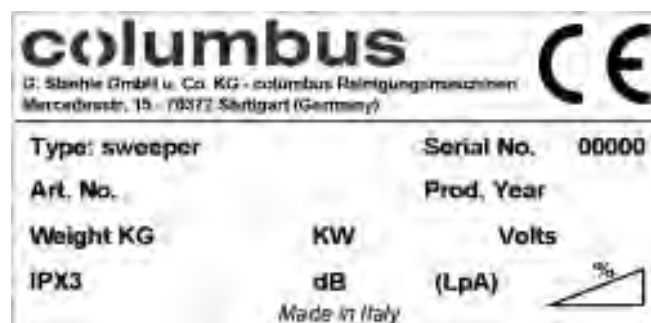 columbus CE
G. Staehle GmbH u. Co. KG - columbus Reinigungsmaschinen
Mercedesstr. 15 - 70372 Stuttgart (Germany)
Type: sweeper Serial No. 00000
Art. No. Prod. Year
Weight KG KW Volts
IPX3 dB (LpA) %
Made in Italy